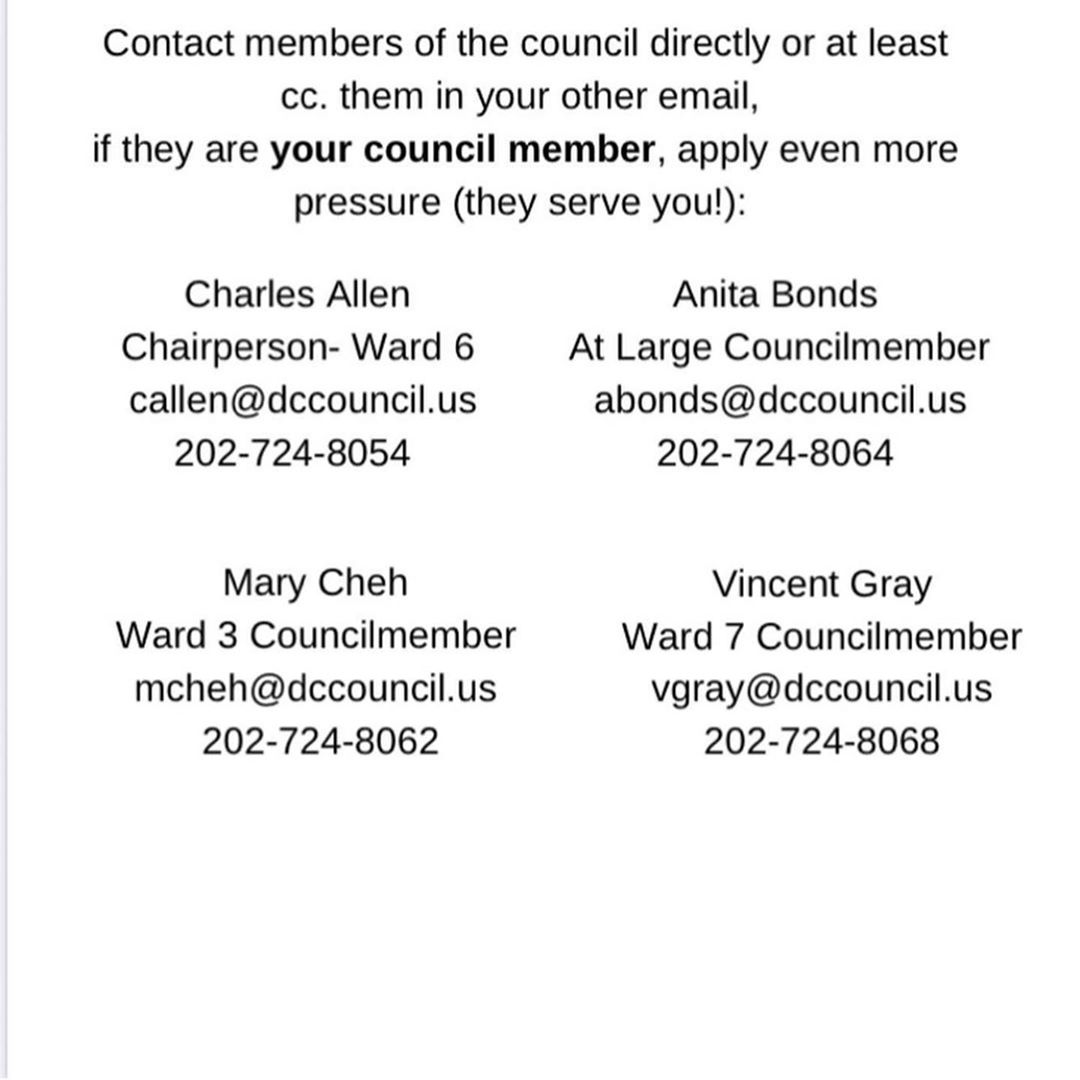 Contact members of the council directly or at least
cc. them in your other email,
if they are your council member, apply even more
pressure (they serve you!):
Charles Allen
Chairperson- Ward 6
callen@dccouncil.us
202-724-8054
Anita Bonds
At Large Councilmember
abonds@dccouncil.us
202-724-8064
Mary Cheh
Ward 3 Councilmember
mcheh@dccouncil.us
202-724-8062
Vincent Gray
Ward 7 Councilmember
vgray@dccouncil.us
202-724-8068